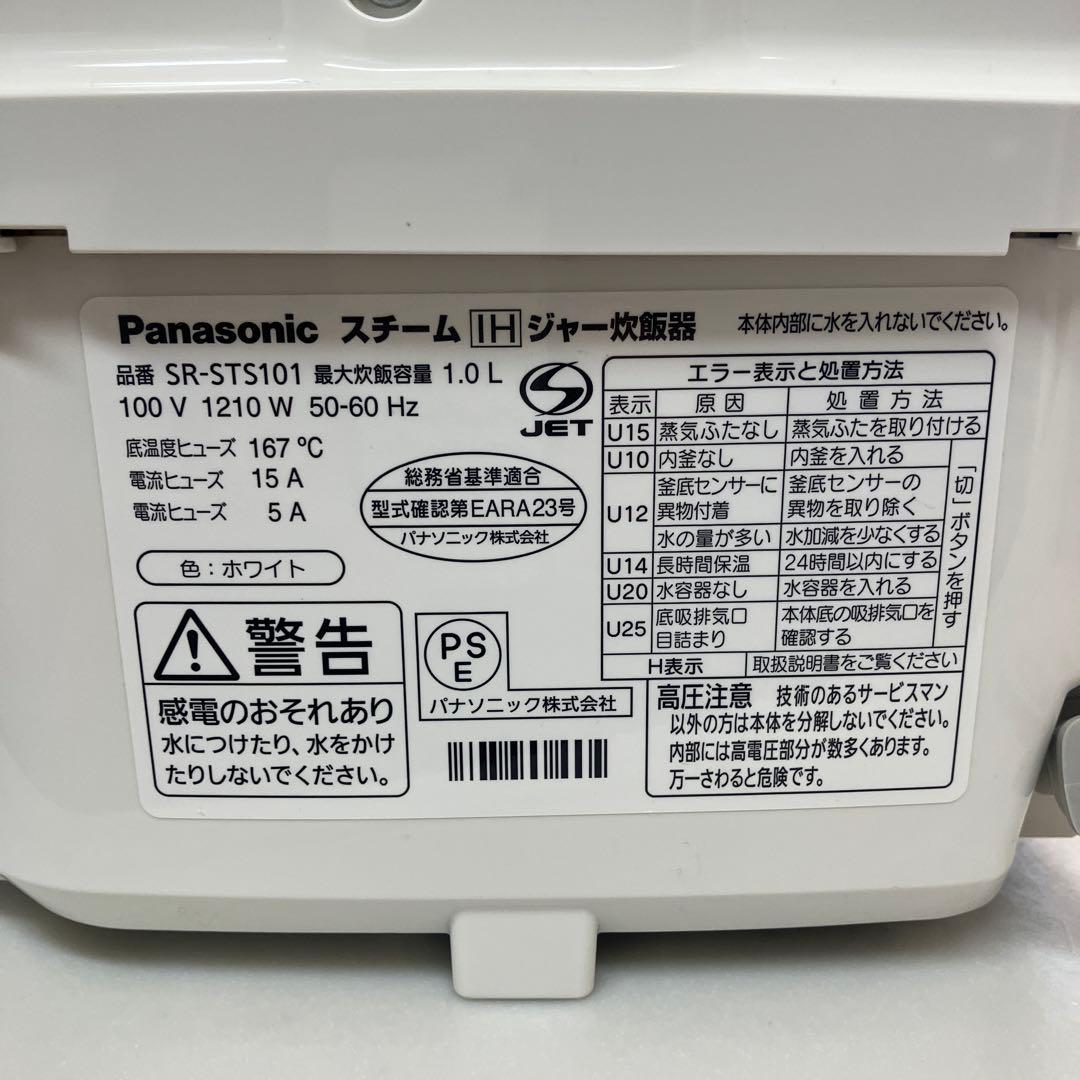 Panasonic スチーム IH ジャー炊飯器 本体内部に水を入れないでください。
品番 SR-STS101 最大炊飯容量 1.0 L
100 V 1210 W 50-60 Hz
底温度ヒューズ 167 ℃
電流ヒューズ 15 A
電流ヒューズ 5 A
S
JET
総務省基準適合
型式確認第EARA23号
パナソニック株式会社
色:ホワイト
警告
感電のおそれあり
水につけたり、水をかけ
たりしないでください。
PS
E
パナソニック株式会社
エラー表示と処置方法
表示 原因 処置方法
U15 蒸気ふたなし 蒸気ふたを取り付ける
U10 内釜なし 内釜を入れる
U12 釜底センサーに 釜底センサーの
異物付着 異物を取り除く
水の量が多い 水加減を少なくする
U14 長時間保温 24時間以内にする
U20 水容器なし 水容器を入れる
U25 底吸排気口 本体底の吸排気口を
目詰まり 確認する
「切」ボタンを押す
H表示 取扱説明書をご覧ください
高圧注意 技術のあるサービスマン
以外の方は本体を分解しないでください。
内部には高電圧部分が数多くあります。
万一さわると危険です。